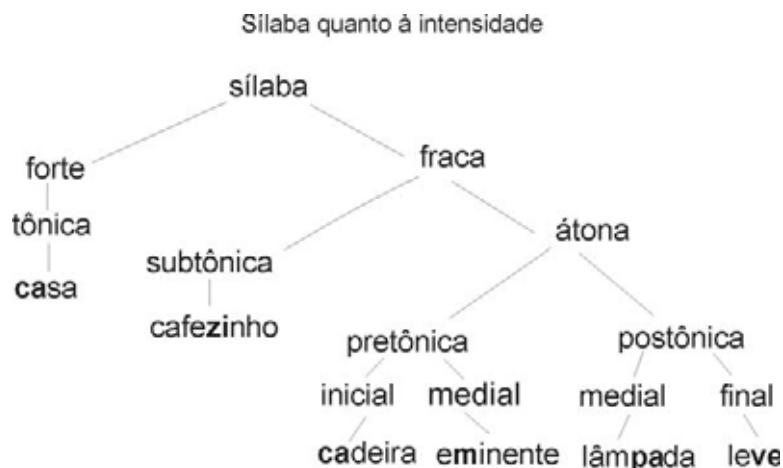 Sílaba quanto à intensidade
sílaba
forte
fraca
tônica
átona
subtônica
casa
cafezinho
pretônica
postônica
inicial
medial
medial
final
cadeira
eminente
lâmpada
leve